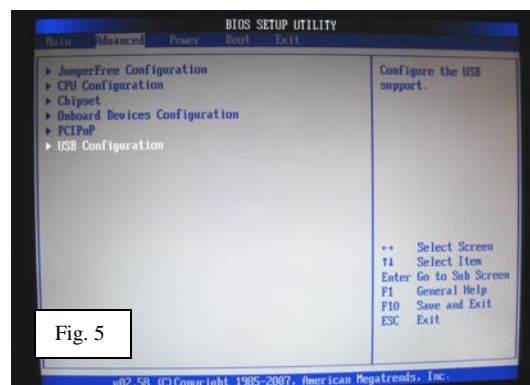 BIOS SETUP UTILITY
Main Advanced Power Boot Exit
JumperFree Configuration
CPU Configuration
Chipset
Onboard Devices Configuration
PCIPnP
USB Configuration
Configure the USB
support.
↔ Select Screen
↑↓ Select Item
Enter Go to Sub Screen
F1 General Help
F10 Save and Exit
ESC Exit
Fig. 5
v02.58 (C)Copyright 1985-2007, American Megatrends, Inc.